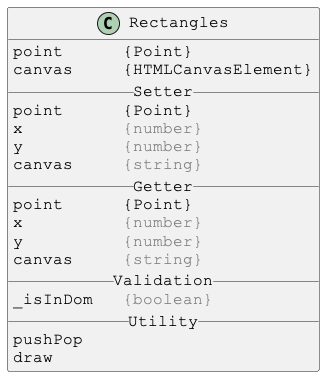 C Rectangles
point {Point}
canvas {HTMLCanvasElement}
Setter
point {Point}
x {number}
y {number}
canvas {string}
Getter
point {Point}
x {number}
y {number}
canvas {string}
Validation
_isInDom {boolean}
Utility
pushPop
draw